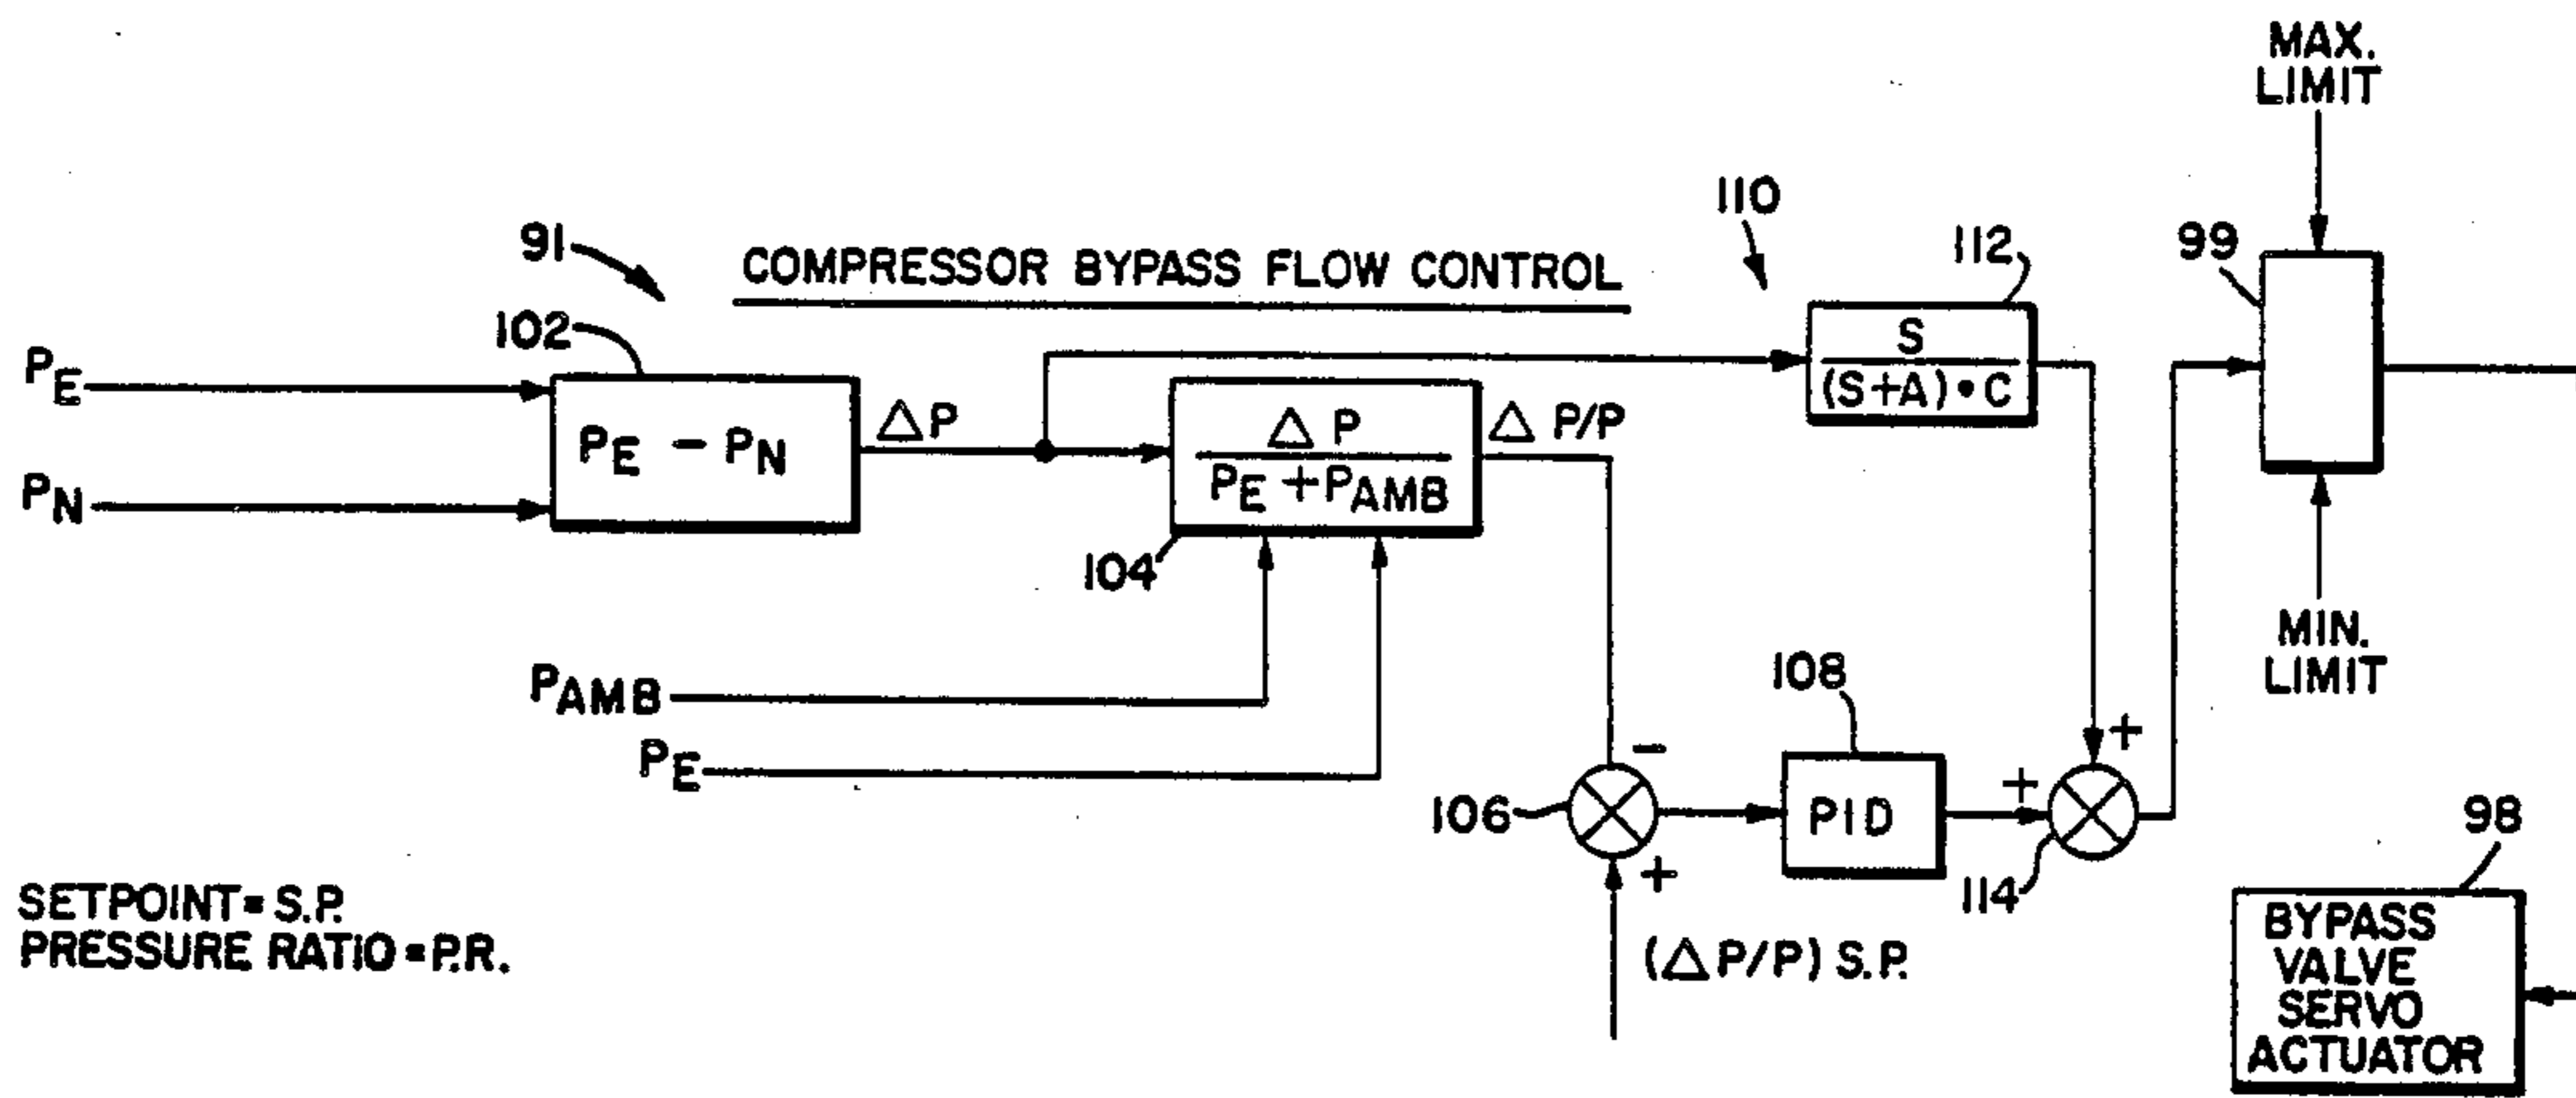 MAX.
LIMIT
110
91
COMPRESSOR BYPASS FLOW CONTROL
112
99
102
S
(S+A)•C
PE
PE - PN
ΔP
ΔP
PE + PAMB
Δ P/P
PN
104
MIN.
LIMIT
PAMB
PE
108
-
+
106
PID
+
114
98
+
SETPOINT= S.P.
PRESSURE RATIO = P.R.
(ΔP/P) S.P.
BYPASS
VALVE
SERVO
ACTUATOR